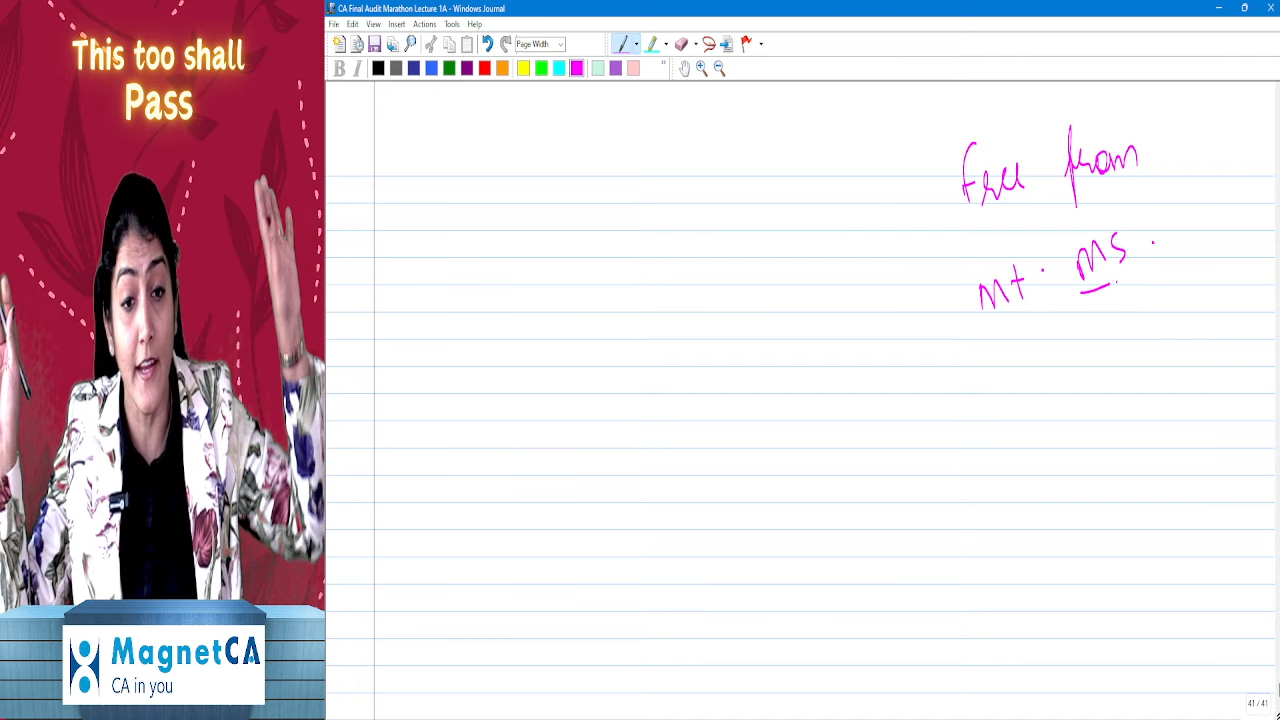 This too shall
Pass
CA Final Audit Marathon Lecture 1A - Windows Journal
File Edit View Insert Actions Tools Help
Page Width
B I
Free from
Mt. MS.
MagnetCA
CA in you
41 / 41